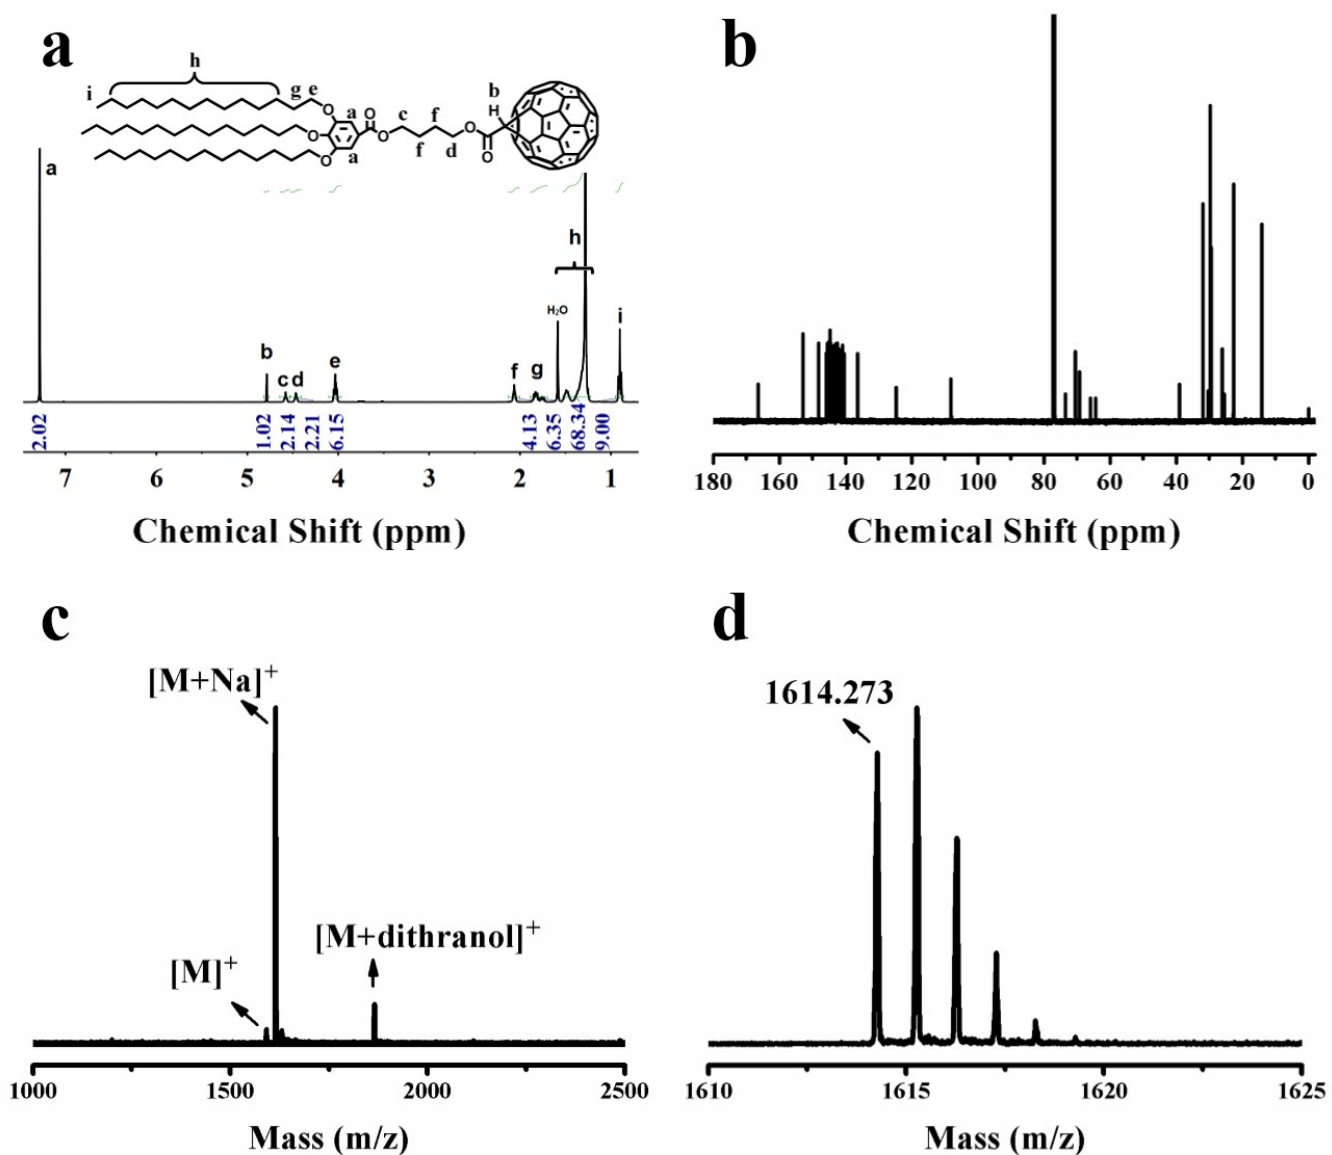 a
h
i
g e
b
H
O
a
O
c
f
O
O
O
f
d
O
a
O
a
h
H₂O
b
c d
e
f
g
i
2.02
1.02
2.14
2.21
6.15
4.13
6.35
68.34
9.00
7 6 5 4 3 2 1
Chemical Shift (ppm)
b
180 160 140 120 100 80 60 40 20 0
Chemical Shift (ppm)
c
[M+Na]⁺
[M+dithranol]⁺
[M]⁺
1000 1500 2000 2500
Mass (m/z)
d
1614.273
1610 1615 1620 1625
Mass (m/z)